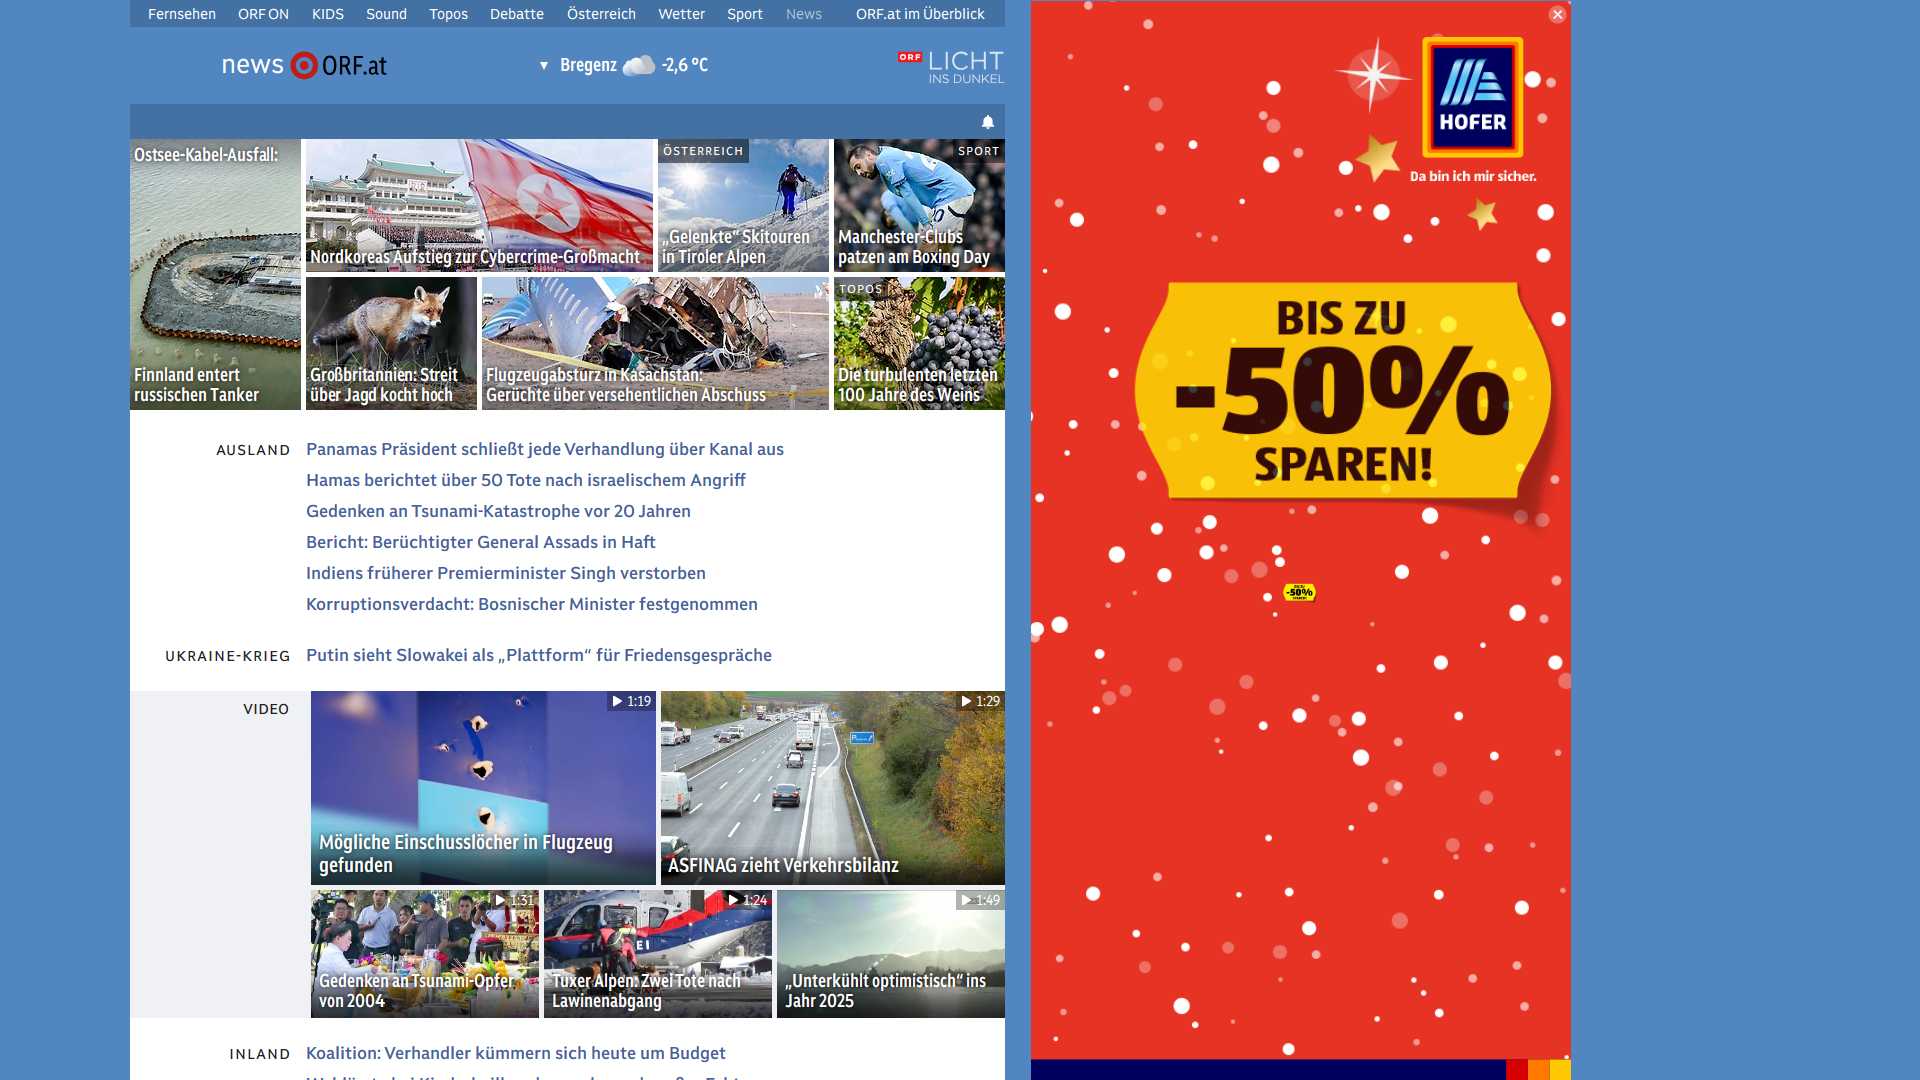 Fernsehen ORF ON KIDS Sound Topos Debatte Österreich Wetter Sport News ORF.at im Überblick
news ORF.at
Bregenz -2,6 °C
ORF LICHT
INS DUNKEL
Ostsee-Kabel-Ausfall:
Finnland entert
russischen Tanker
Nordkoreas Aufstieg zur Cybercrime-Großmacht
ÖSTERREICH
„Gelenkte“ Skitouren
in Tiroler Alpen
SPORT
Manchester-Clubs
patzen am Boxing Day
Großbritannien: Streit
über Jagd kocht hoch
Flugzeugabsturz in Kasachstan:
Gerüchte über versehentlichen Abschuss
TOPOS
Die turbulenten letzten
100 Jahre des Weins
AUSLAND
Panamas Präsident schließt jede Verhandlung über Kanal aus
Hamas berichtet über 50 Tote nach israelischem Angriff
Gedenken an Tsunami-Katastrophe vor 20 Jahren
Bericht: Berüchtigter General Assads in Haft
Indiens früherer Premierminister Singh verstorben
Korruptionsverdacht: Bosnischer Minister festgenommen
UKRAINE-KRIEG
Putin sieht Slowakei als „Plattform“ für Friedensgespräche
VIDEO
1:19
Mögliche Einschusslöcher in Flugzeug
gefunden
1:29
ASFINAG zieht Verkehrsbilanz
1:31
Gedenken an Tsunami-Opfer
von 2004
1:24
Tuxer Alpen: Zwei Tote nach
Lawinenabgang
1:49
„Unterkühlt optimistisch“ ins
Jahr 2025
INLAND
Koalition: Verhandler kümmern sich heute um Budget
HOFER
Da bin ich mir sicher.
BIS ZU
-50%
SPAREN!
BIS ZU
-50%
SPAREN!